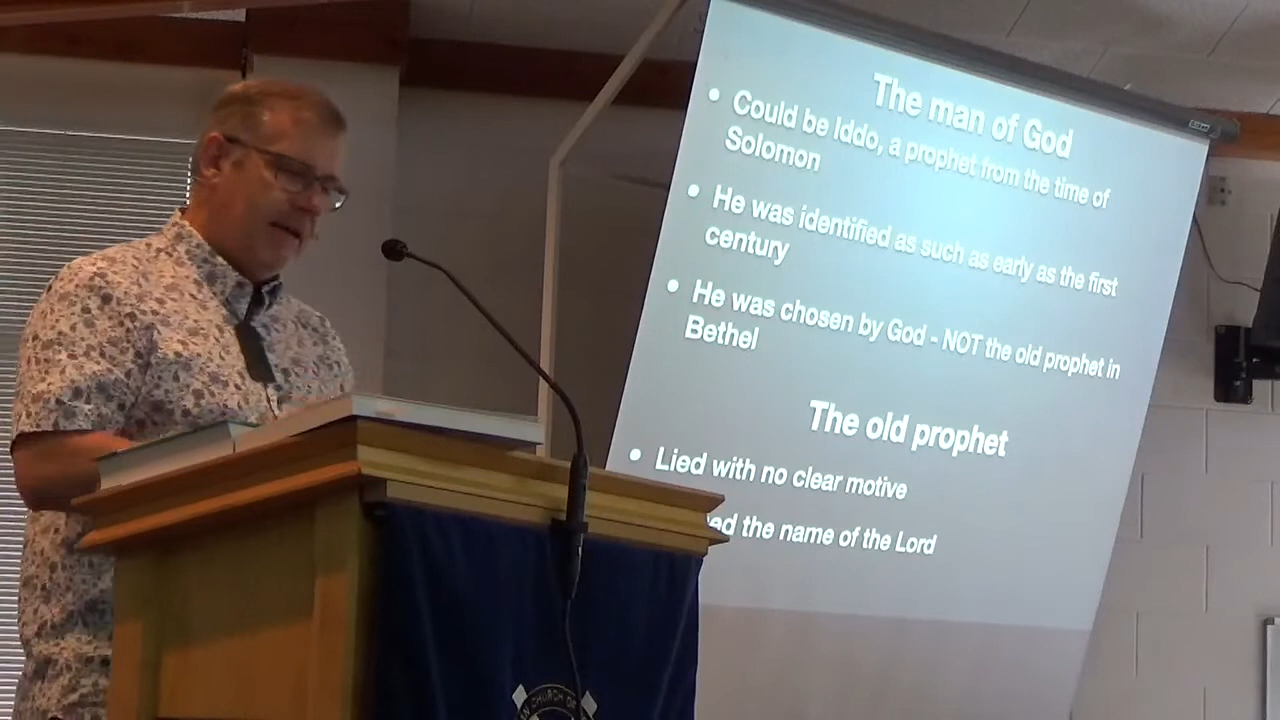 The man of God
• Could be Iddo, a prophet from the time of
Solomon
• He was identified as such as early as the first
century
• He was chosen by God - NOT the old prophet in
Bethel
The old prophet
• Lied with no clear motive
the name of the Lord
CHURCH OF